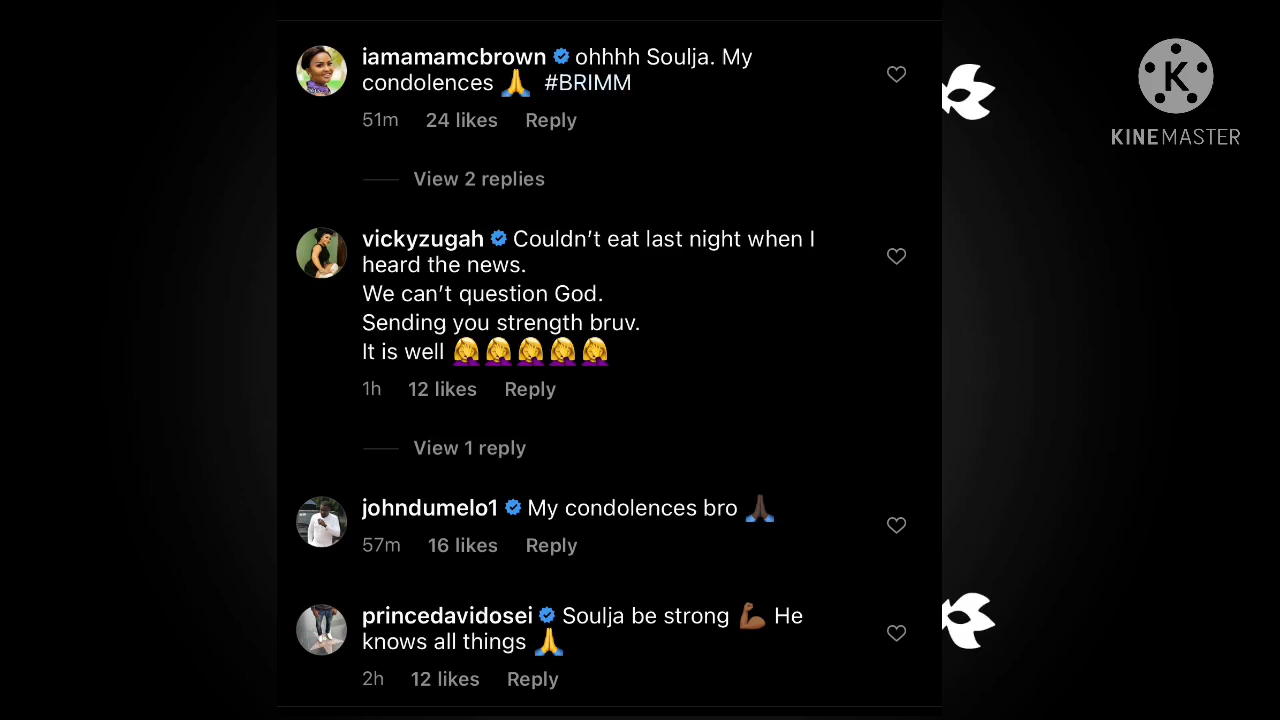 iamamamcbrown ohhhh Soulja. My
condolences 🙏 #BRIMM
51m 24 likes Reply
View 2 replies
vickyzugah Couldn’t eat last night when I
heard the news.
We can’t question God.
Sending you strength bruv.
It is well 🤦‍♀️🤦‍♀️🤦‍♀️🤦‍♀️🤦‍♀️
1h 12 likes Reply
View 1 reply
johndumelo1 My condolences bro 🙏🏿
57m 16 likes Reply
princedavidosei Soulja be strong 💪🏾 He
knows all things 🙏
2h 12 likes Reply
K
KINEMASTER